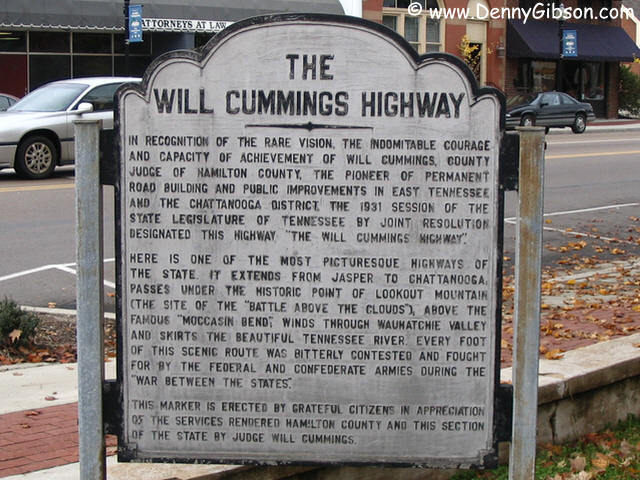 © www.DennyGibson.com
ATTORNEYS AT LAW
THE
WILL CUMMINGS HIGHWAY
IN RECOGNITION OF THE RARE VISION, THE INDOMITABLE COURAGE
AND CAPACITY OF ACHIEVEMENT OF WILL CUMMINGS, COUNTY
JUDGE OF HAMILTON COUNTY, THE PIONEER OF PERMANENT
ROAD BUILDING AND PUBLIC IMPROVEMENTS IN EAST TENNESSEE
AND THE CHATTANOOGA DISTRICT, THE 1931 SESSION OF THE
STATE LEGISLATURE OF TENNESSEE BY JOINT RESOLUTION
DESIGNATED THIS HIGHWAY "THE WILL CUMMINGS HIGHWAY".
HERE IS ONE OF THE MOST PICTURESQUE HIGHWAYS OF
THE STATE. IT EXTENDS FROM JASPER TO CHATTANOOGA,
PASSES UNDER THE HISTORIC POINT OF LOOKOUT MOUNTAIN
(THE SITE OF THE "BATTLE ABOVE THE CLOUDS"), ABOVE THE
FAMOUS "MOCCASIN BEND", WINDS THROUGH WAUHATCHIE VALLEY
AND SKIRTS THE BEAUTIFUL TENNESSEE RIVER. EVERY FOOT
OF THIS SCENIC ROUTE WAS BITTERLY CONTESTED AND FOUGHT
FOR BY THE FEDERAL AND CONFEDERATE ARMIES DURING THE
"WAR BETWEEN THE STATES".
THIS MARKER IS ERECTED BY GRATEFUL CITIZENS IN APPRECIATION
OF THE SERVICES RENDERED HAMILTON COUNTY AND THIS SECTION
OF THE STATE BY JUDGE WILL CUMMINGS.